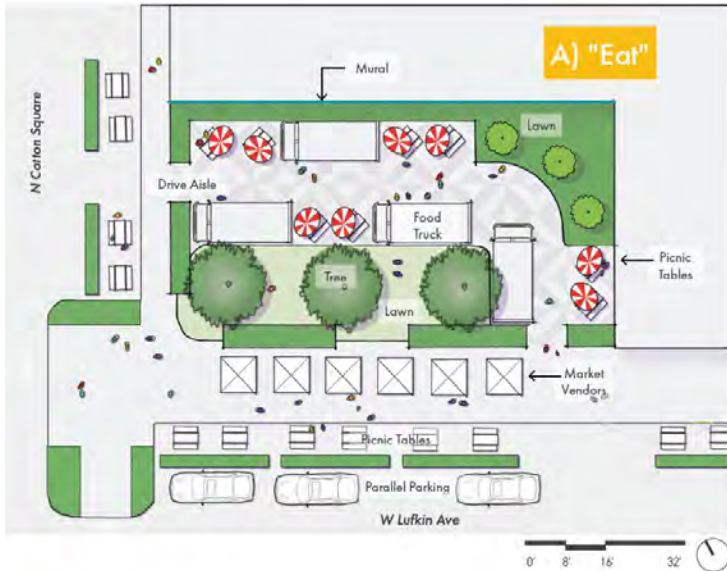 A) "Eat"
Mural
Lawn
N Cotton Square
Drive Aisle
Food
Truck
Picnic
Tables
Tree
Lawn
Market
Vendors
Picnic Tables
Parallel Parking
W Lufkin Ave
0' 8' 16' 32'